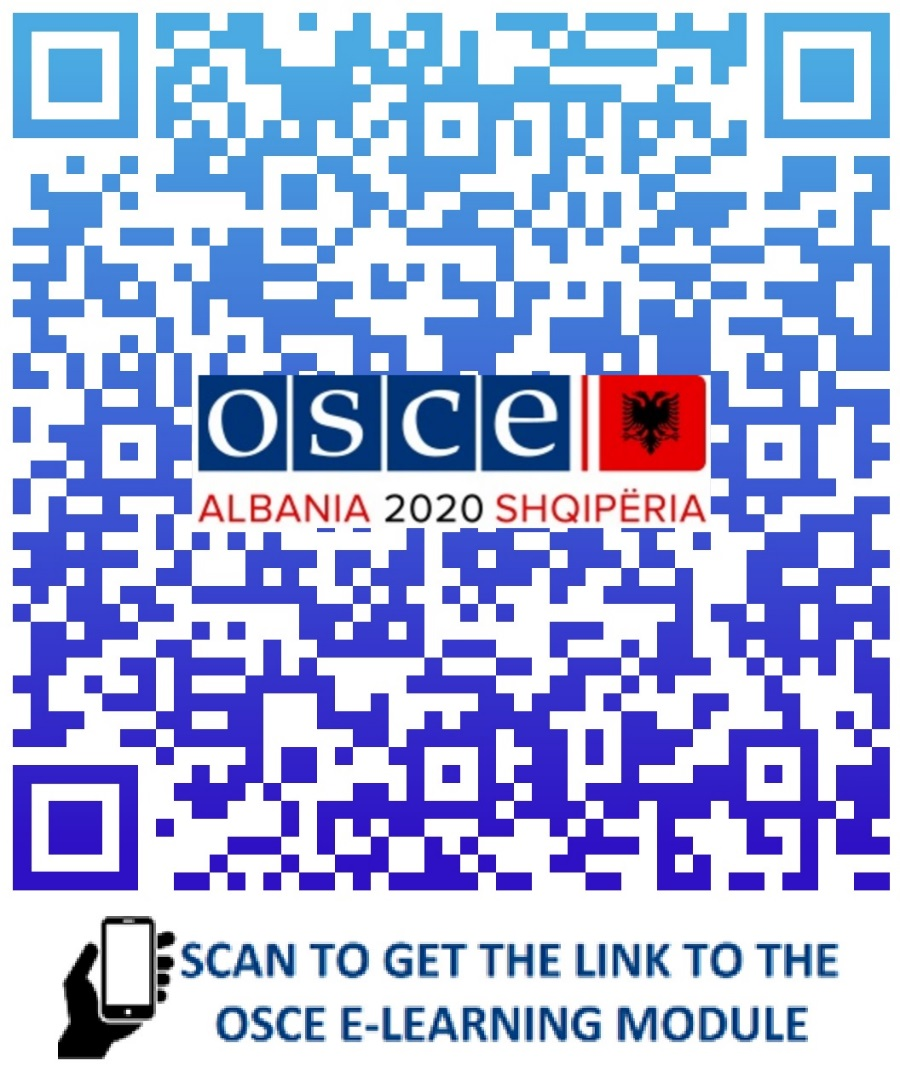 osce
ALBANIA 2020 SHQIPËRIA
SCAN TO GET THE LINK TO THE
OSCE E-LEARNING MODULE